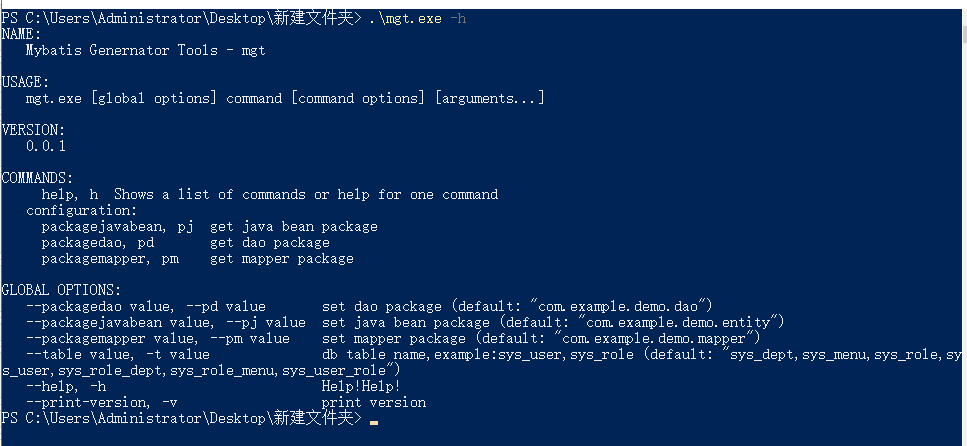 PS C:\Users\Administrator\Desktop\新建文件夹> .\mgt.exe -h
NAME:
   Mybatis Genernator Tools - mgt

USAGE:
   mgt.exe [global options] command [command options] [arguments...]

VERSION:
   0.0.1

COMMANDS:
     help, h  Shows a list of commands or help for one command
   configuration:
     packagejavabean, pj  get java bean package
     packagedao, pd       get dao package
     packagemapper, pm    get mapper package

GLOBAL OPTIONS:
   --packagedao value, --pd value       set dao package (default: "com.example.demo.dao")
   --packagejavabean value, --pj value  set java bean package (default: "com.example.demo.entity")
   --packagemapper value, --pm value    set mapper package (default: "com.example.demo.mapper")
   --table value, -t value              db table name,example:sys_user,sys_role (default: "sys_dept,sys_menu,sys_role,sy
s_user,sys_role_dept,sys_role_menu,sys_user_role")
   --help, -h                           Help!Help!
   --print-version, -v                  print version
PS C:\Users\Administrator\Desktop\新建文件夹>